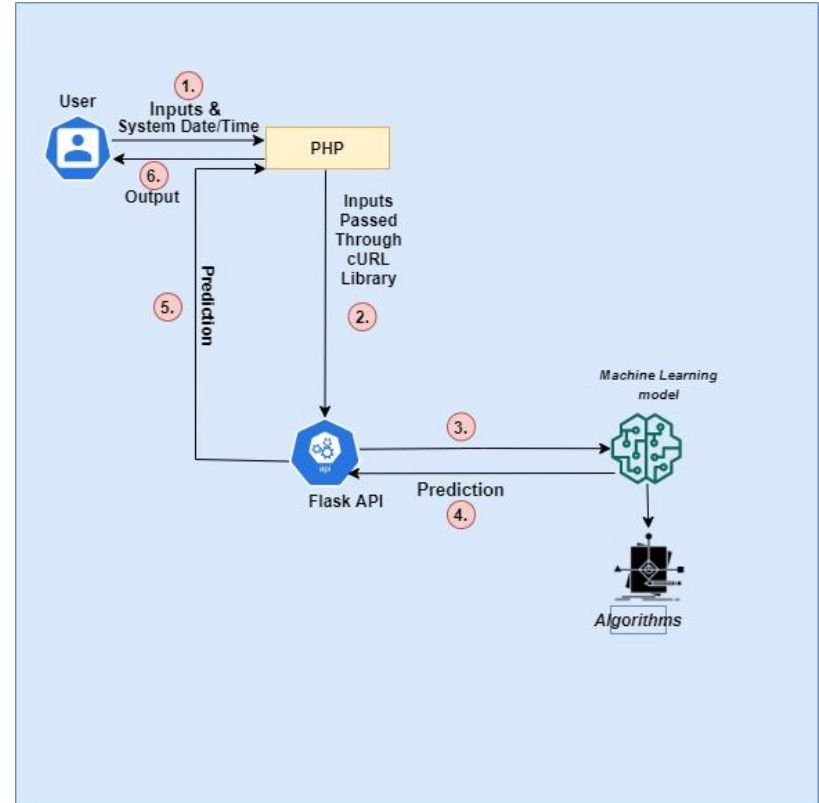 1.
User
Inputs &
System Date/Time
PHP
6.
Output
Inputs
Passed
Through
cURL
Library
Prediction
5.
2.
Machine Learning
model
3.
api
Flask API
Prediction
4.
Algorithms